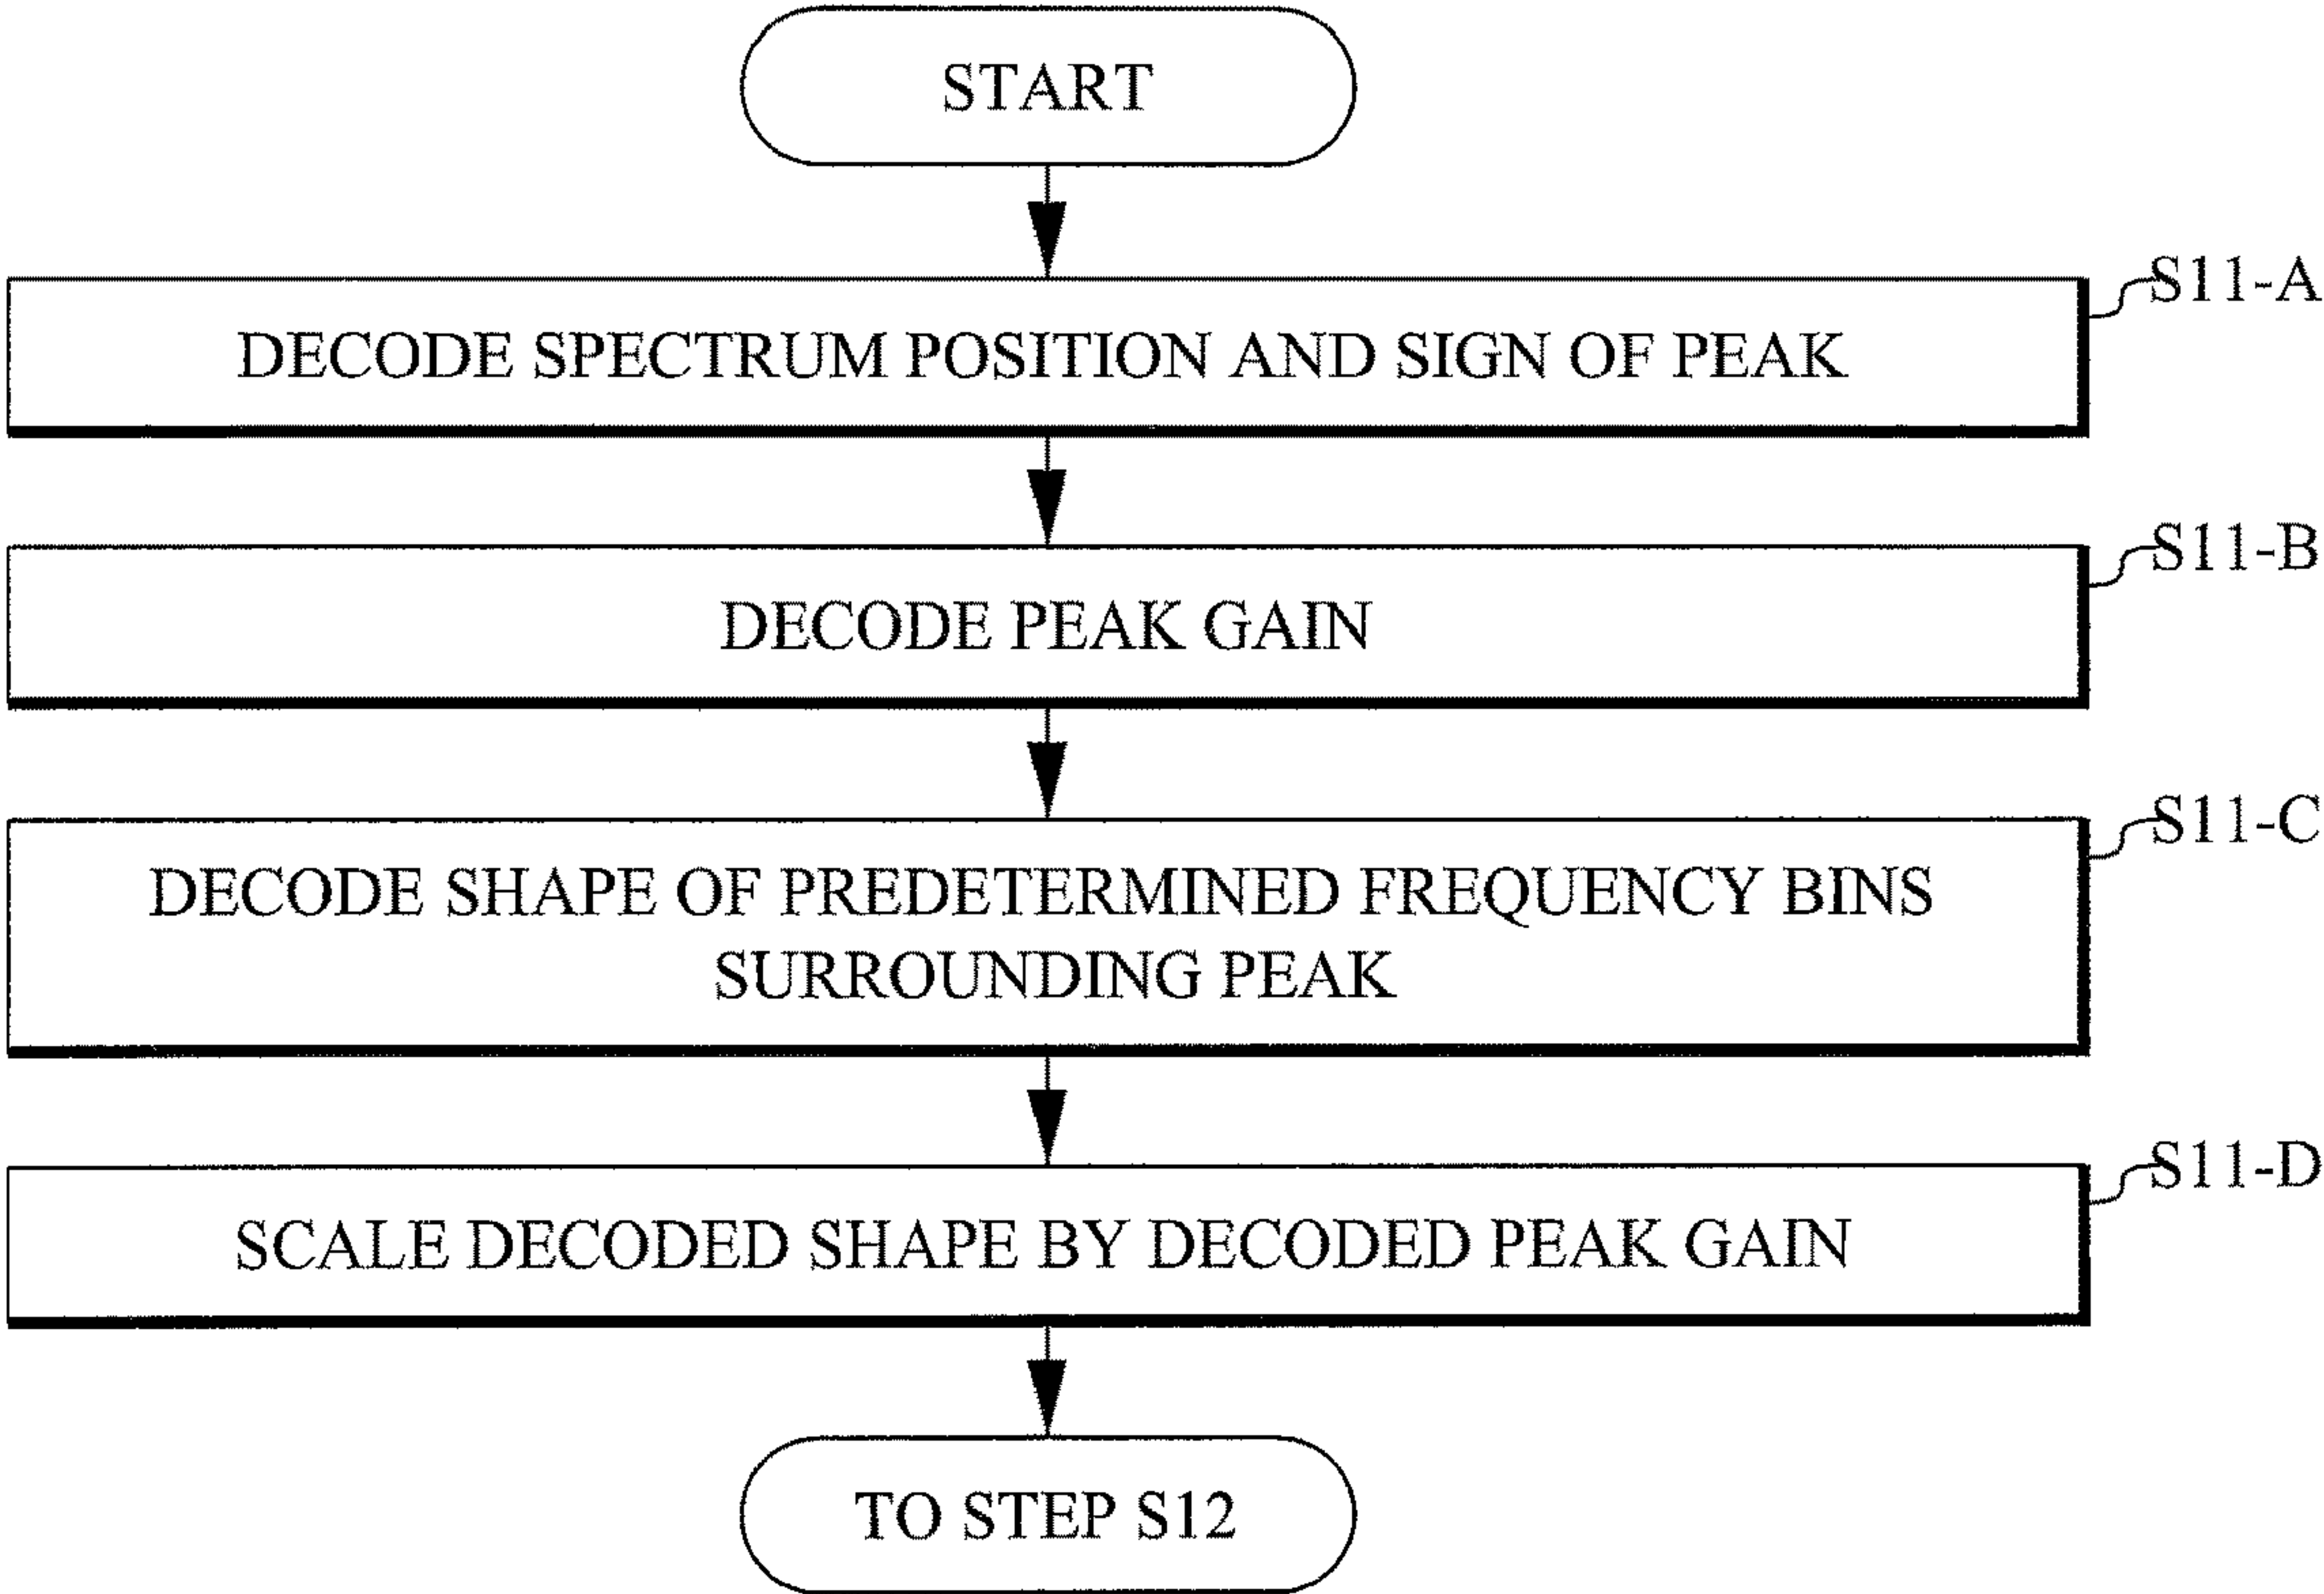 START
S11-A
DECODE SPECTRUM POSITION AND SIGN OF PEAK
S11-B
DECODE PEAK GAIN
S11-C
DECODE SHAPE OF PREDETERMINED FREQUENCY BINS
SURROUNDING PEAK
S11-D
SCALE DECODED SHAPE BY DECODED PEAK GAIN
TO STEP S12